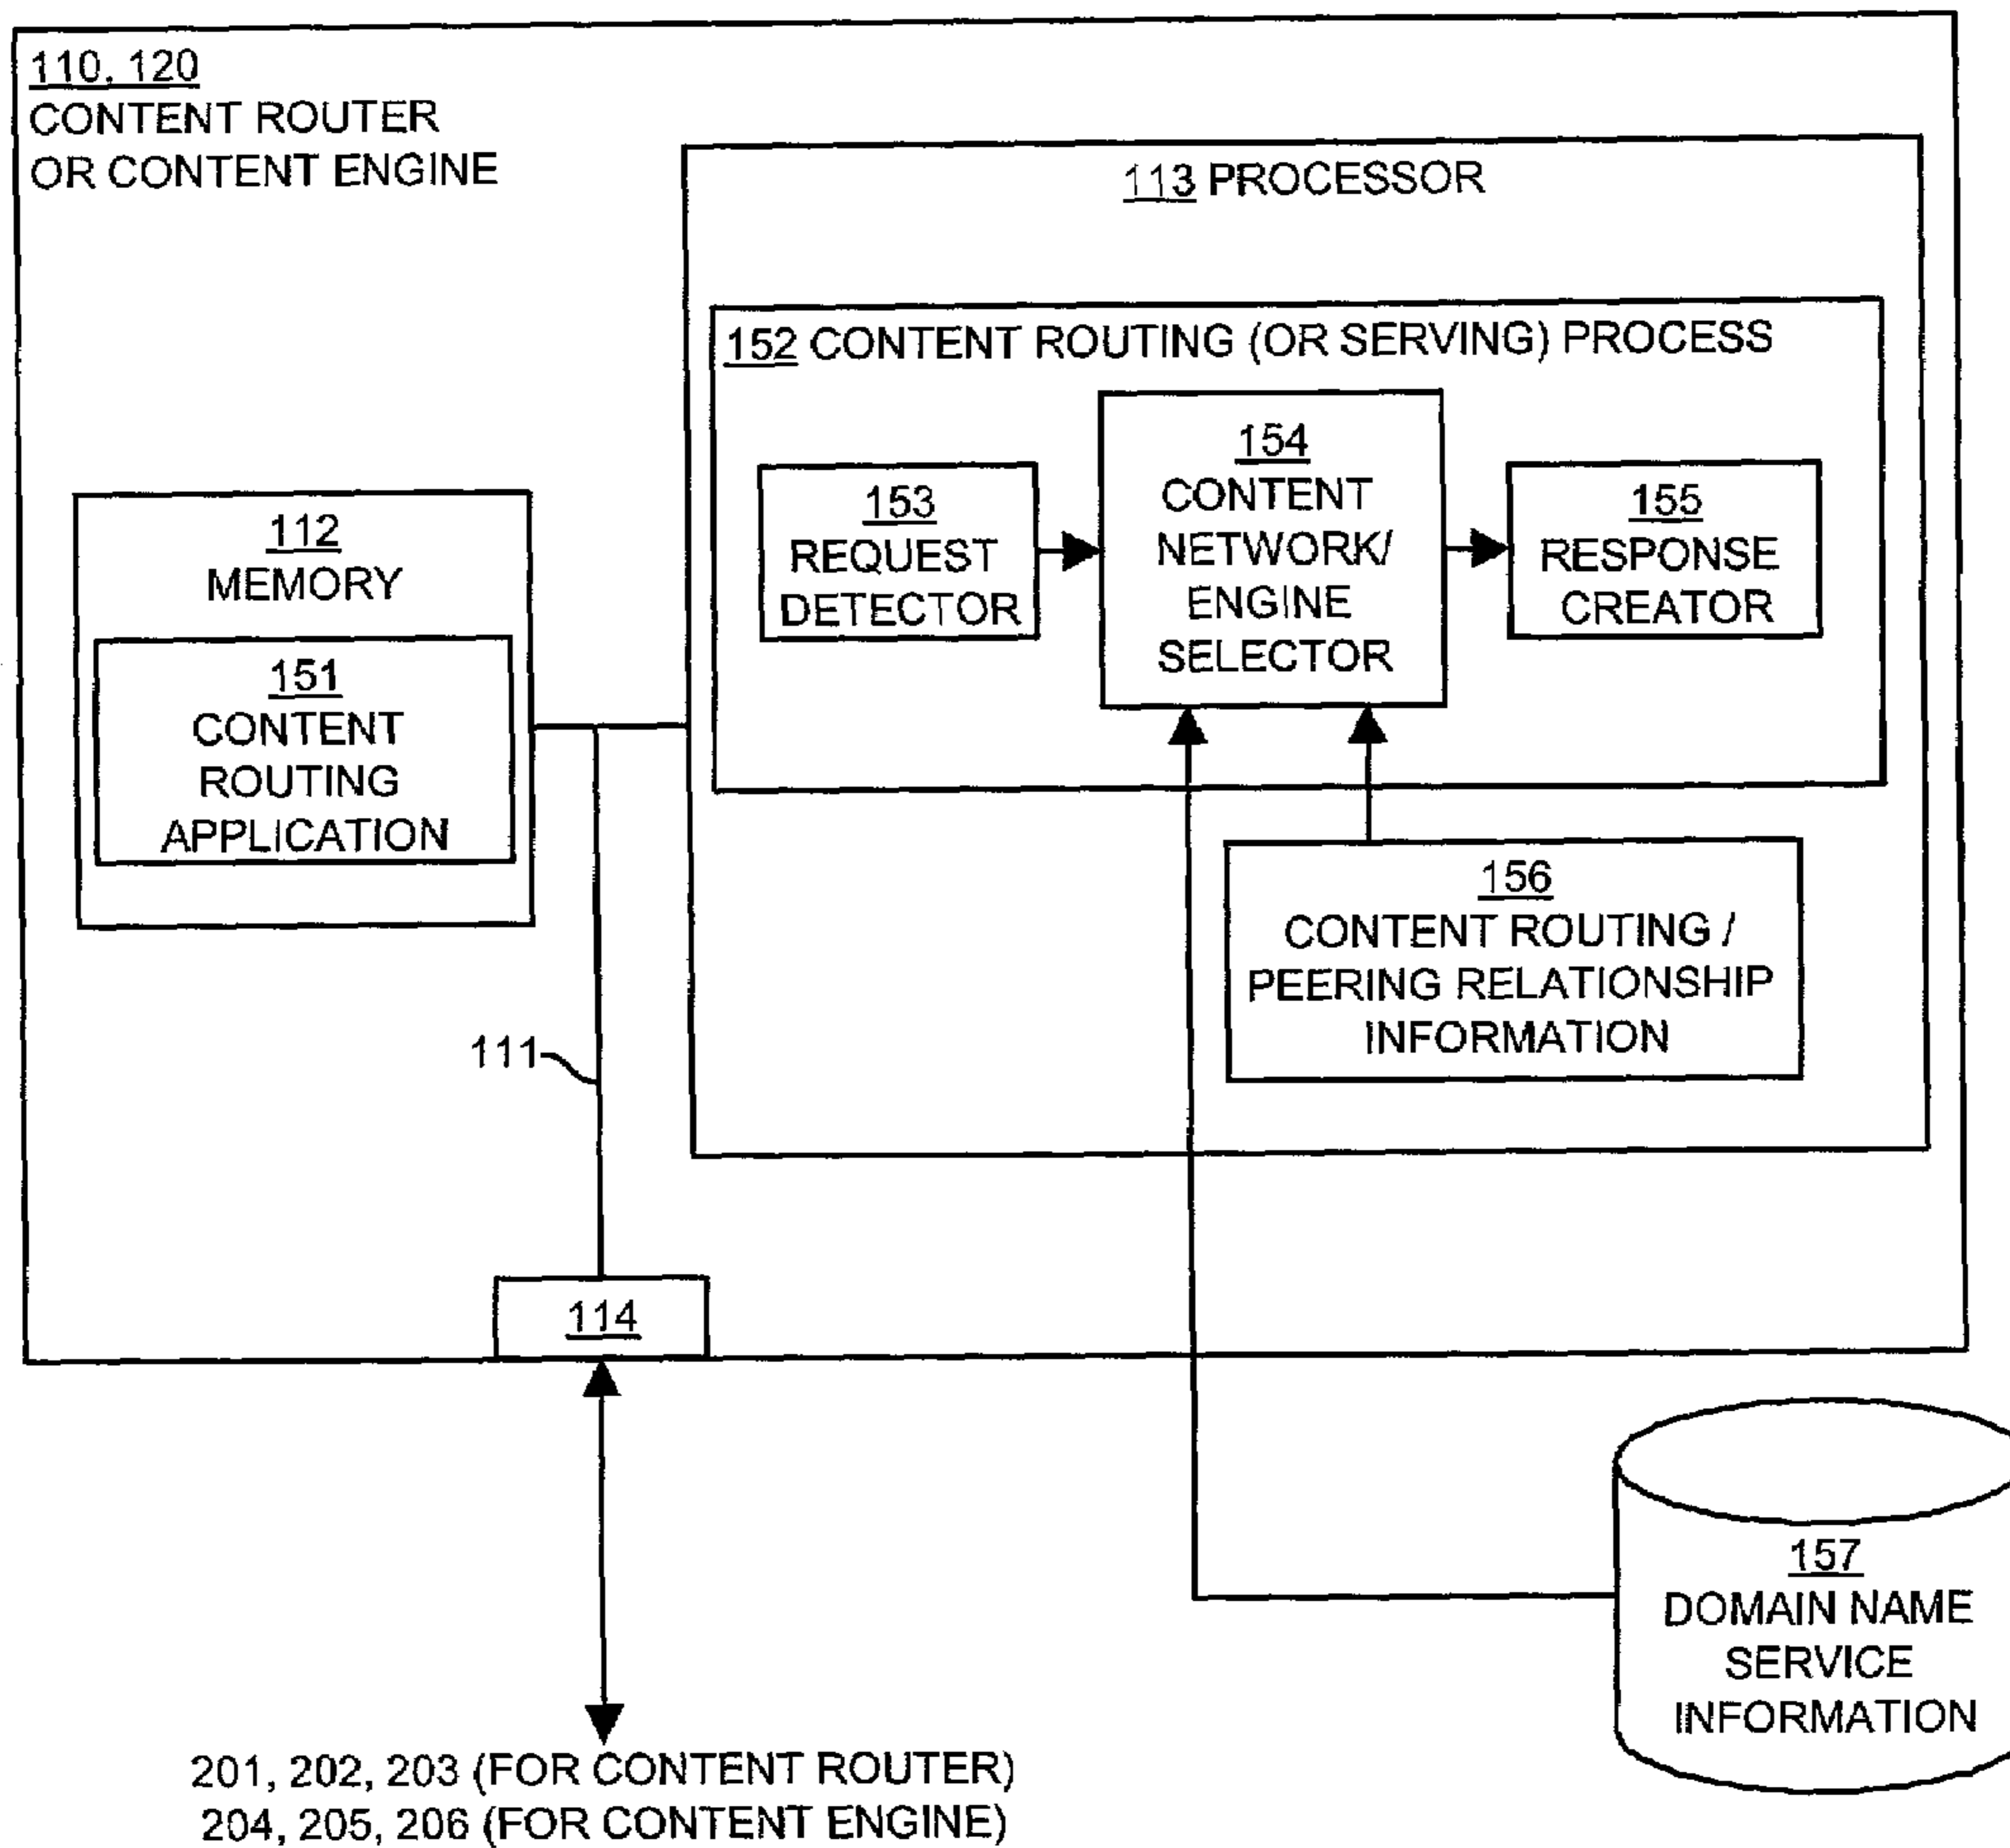 110, 120
CONTENT ROUTER
OR CONTENT ENGINE
113 PROCESSOR
152 CONTENT ROUTING (OR SERVING) PROCESS
153
REQUEST
DETECTOR
154
CONTENT
NETWORK/
ENGINE
SELECTOR
155
RESPONSE
CREATOR
112
MEMORY
151
CONTENT
ROUTING
APPLICATION
156
CONTENT ROUTING /
PEERING RELATIONSHIP
INFORMATION
111
114
157
DOMAIN NAME
SERVICE
INFORMATION
201, 202, 203 (FOR CONTENT ROUTER)
204, 205, 206 (FOR CONTENT ENGINE)